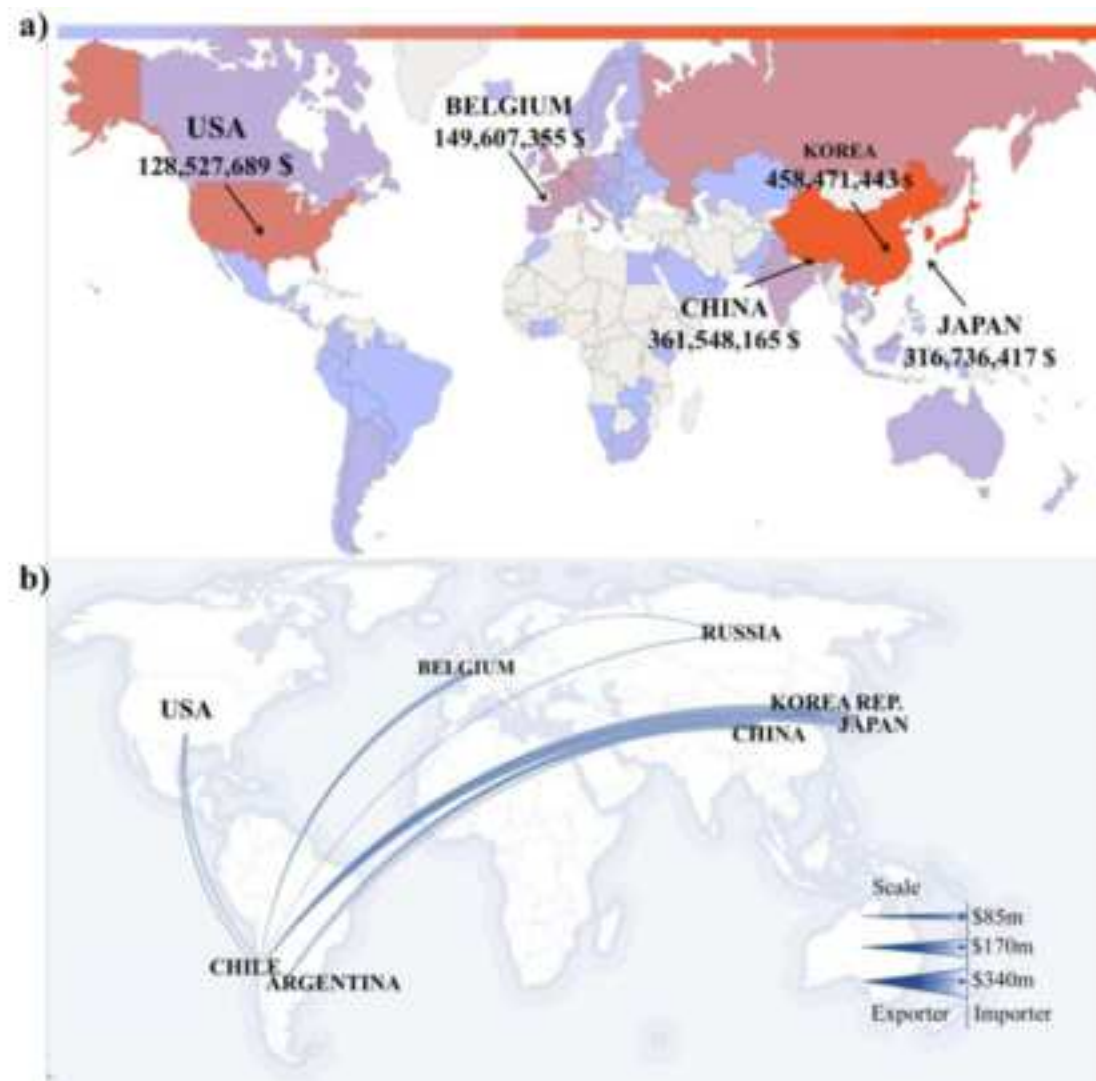 a)
USA
128,527,689 $
BELGIUM
149,607,355 $
KOREA
458,471,443 $
CHINA
361,548,165 $
JAPAN
316,736,417 $
b)
RUSSIA
BELGIUM
USA
KOREA REP.
JAPAN
CHINA
CHILE
ARGENTINA
Scale
$85m
$170m
$340m
Exporter Importer